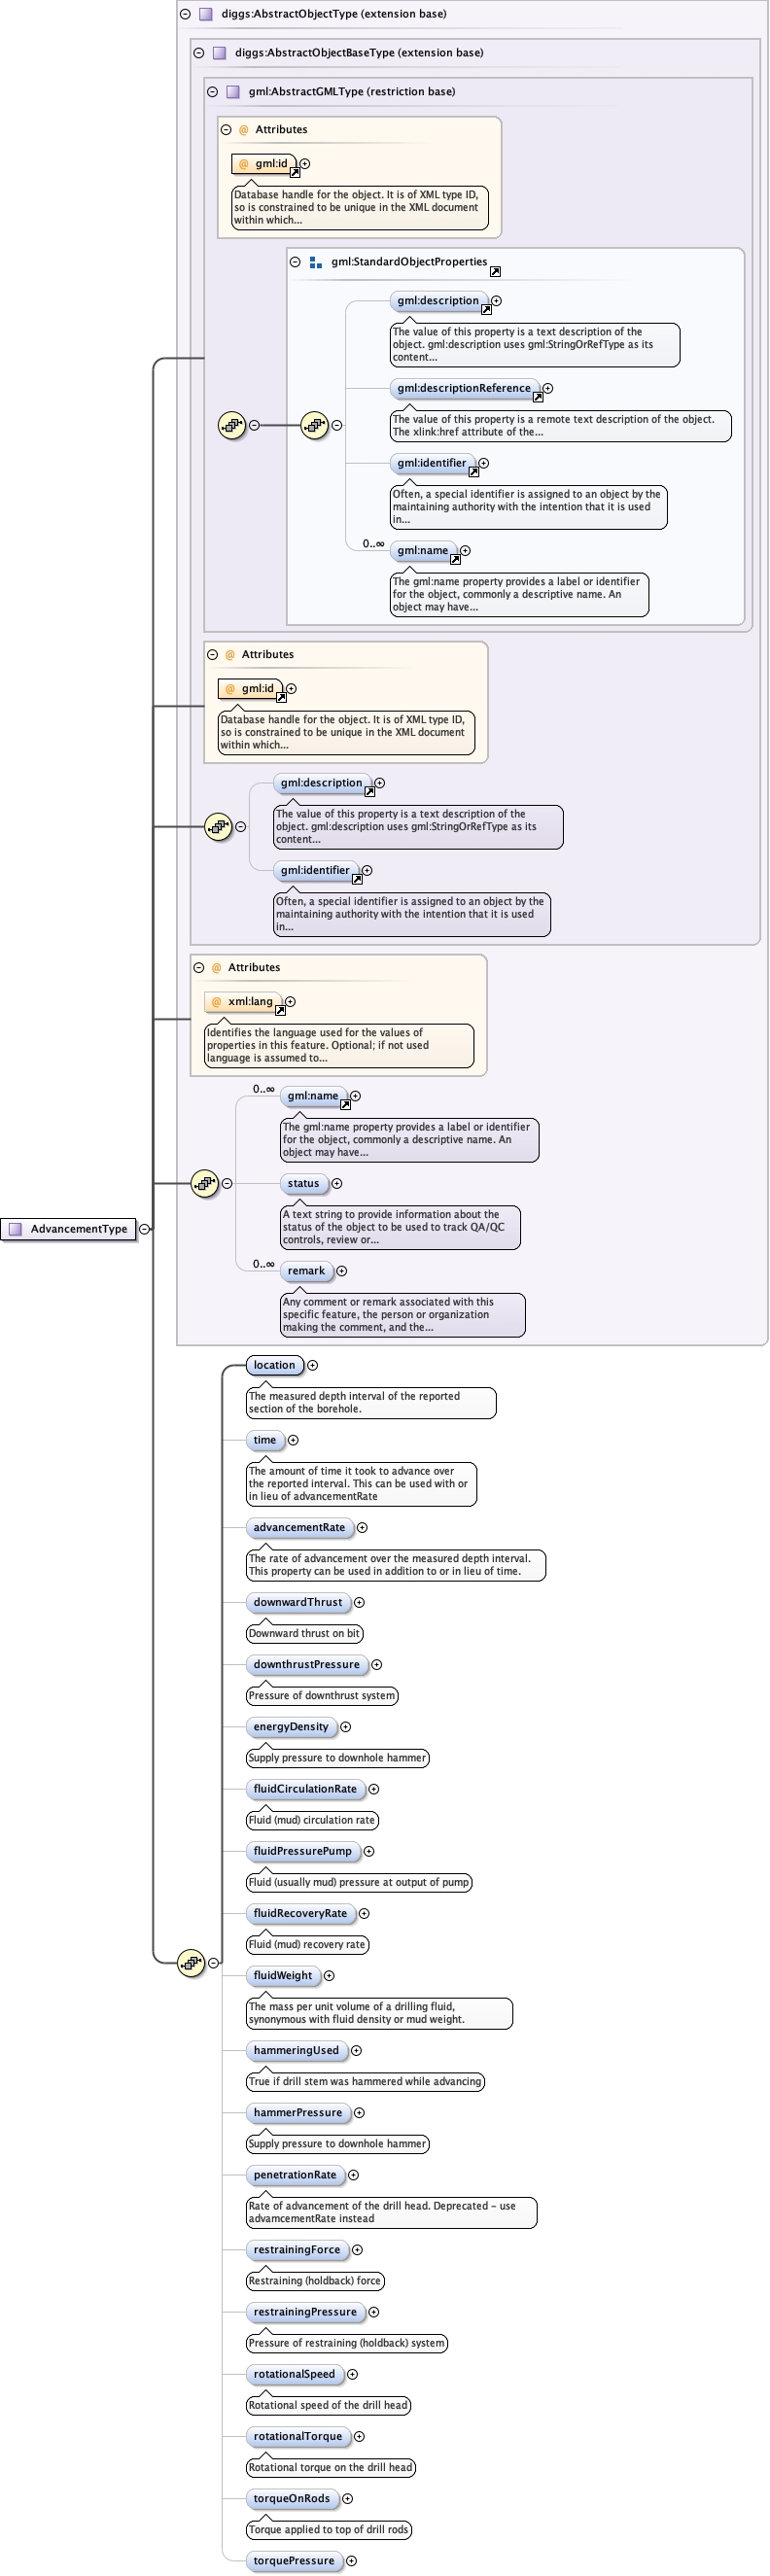 diggs:AbstractObjectType (extension base)
diggs:AbstractObjectBaseType (extension base)
gml:AbstractGMLType (restriction base)
@ Attributes
@ gml:id
Database handle for the object. It is of XML type ID,
so is constrained to be unique in the XML document
within which...
gml:StandardObjectProperties
gml:description
The value of this property is a text description of the
object. gml:description uses gml:StringOrRefType as its
content...
gml:descriptionReference
The value of this property is a remote text description of the object.
The xlink:href attribute of the...
gml:identifier
Often, a special identifier is assigned to an object by the
maintaining authority with the intention that it is used
in...
0..∞
gml:name
The gml:name property provides a label or identifier
for the object, commonly a descriptive name. An
object may have...
@ Attributes
@ gml:id
Database handle for the object. It is of XML type ID,
so is constrained to be unique in the XML document
within which...
gml:description
The value of this property is a text description of the
object. gml:description uses gml:StringOrRefType as its
content...
gml:identifier
Often, a special identifier is assigned to an object by the
maintaining authority with the intention that it is used
in...
@ Attributes
@ xml:lang
Identifies the language used for the values of
properties in this feature. Optional; if not used
language is assumed to...
0..∞
gml:name
The gml:name property provides a label or identifier
for the object, commonly a descriptive name. An
object may have...
status
A text string to provide information about the
status of the object to be used to track QA/QC
controls, review or...
AdvancementType
0..∞
remark
Any comment or remark associated with this
specific feature, the person or organization
making the comment, and the...
location
The measured depth interval of the reported
section of the borehole.
time
The amount of time it took to advance over
the reported interval. This can be used with or
in lieu of advancementRate
advancementRate
The rate of advancement over the measured depth interval.
This property can be used in addition to or in lieu of time.
downwardThrust
Downward thrust on bit
downthrustPressure
Pressure of downthrust system
energyDensity
Supply pressure to downhole hammer
fluidCirculationRate
Fluid (mud) circulation rate
fluidPressurePump
Fluid (usually mud) pressure at output of pump
fluidRecoveryRate
Fluid (mud) recovery rate
fluidWeight
The mass per unit volume of a drilling fluid,
synonymous with fluid density or mud weight.
hammeringUsed
True if drill stem was hammered while advancing
hammerPressure
Supply pressure to downhole hammer
penetrationRate
Rate of advancement of the drill head. Deprecated - use
advamcementRate instead
restrainingForce
Restraining (holdback) force
restrainingPressure
Pressure of restraining (holdback) system
rotationalSpeed
Rotational speed of the drill head
rotationalTorque
Rotational torque on the drill head
torqueOnRods
Torque applied to top of drill rods
torquePressure